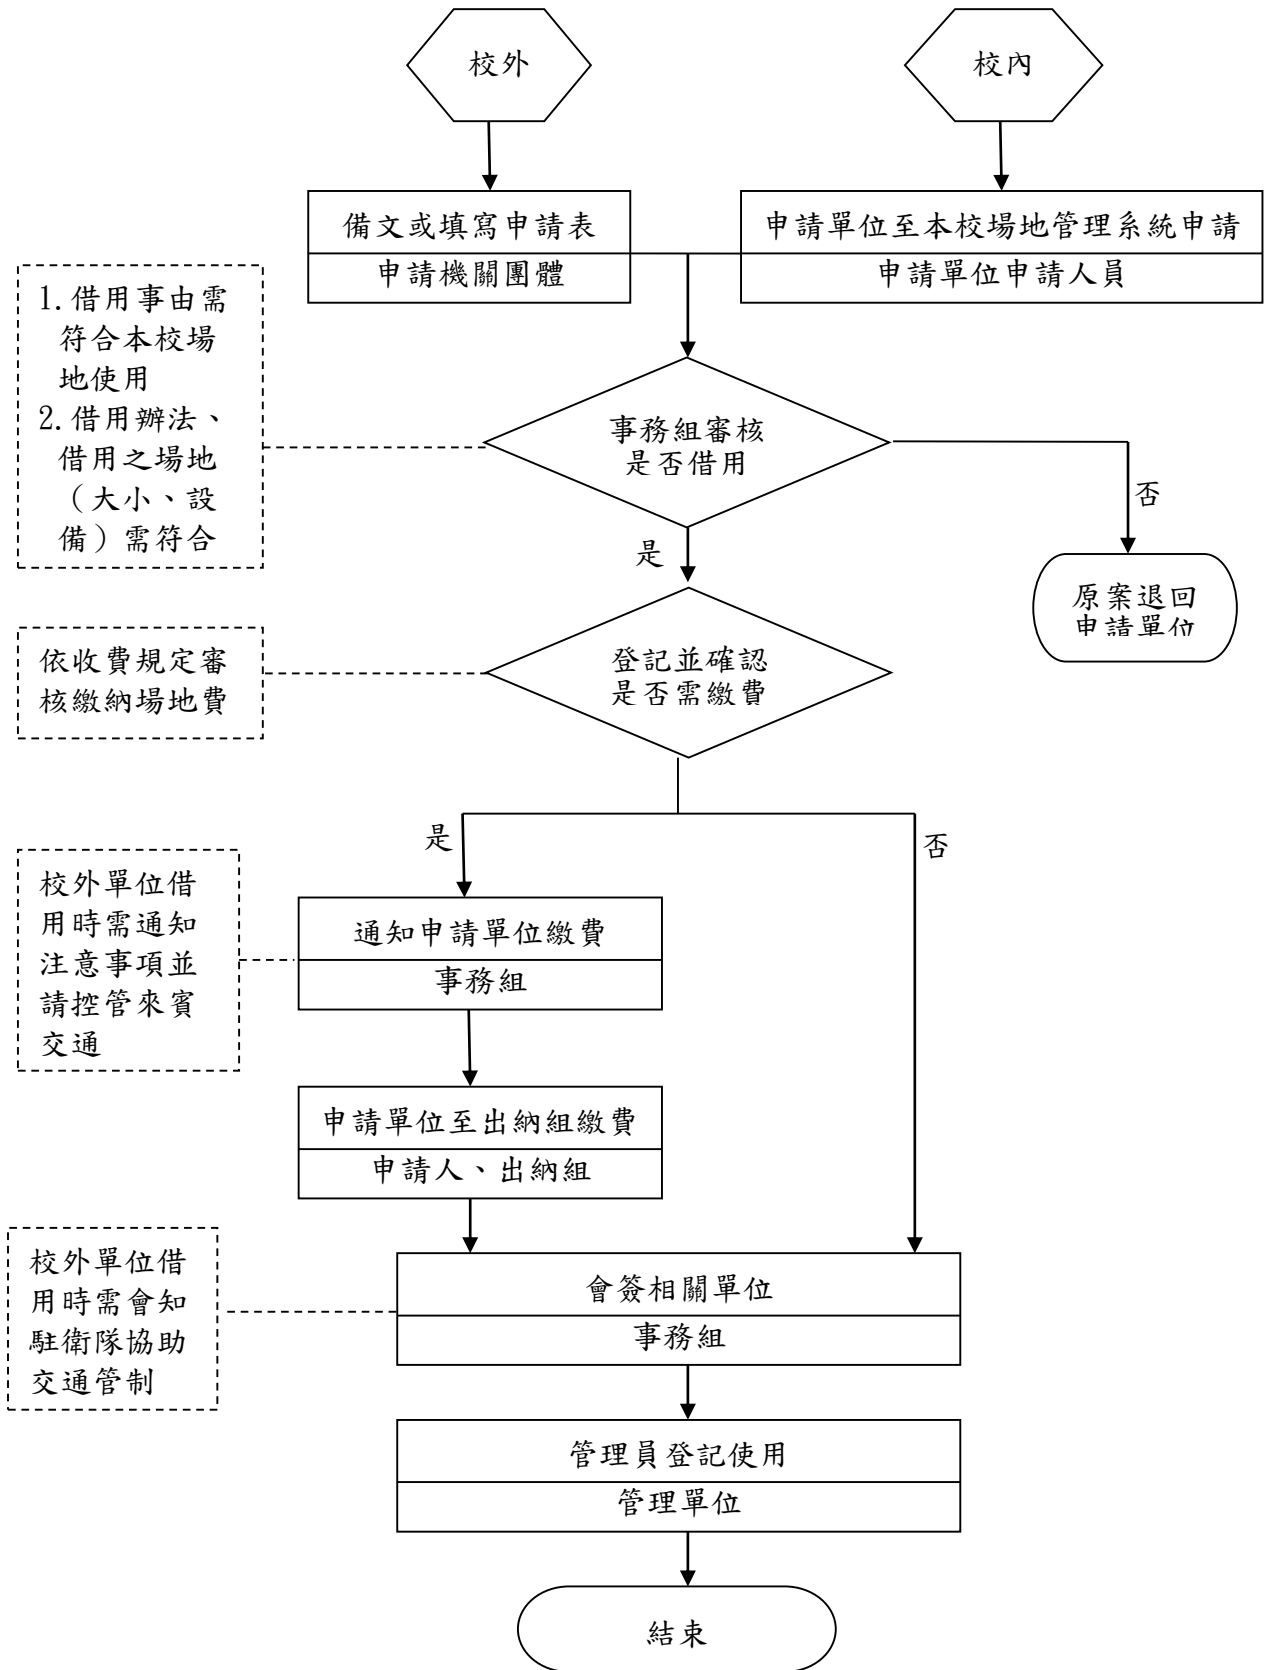 校外
校內
備文或填寫申請表
申請機關團體
申請單位至本校場地管理系統申請
申請單位申請人員
1.借用事由需
符合本校場
地使用
2.借用辦法、
借用之場地
（大小、設
備）需符合
事務組審核
是否借用
否
是
原案退回
申請單位
依收費規定審
核繳納場地費
登記並確認
是否需繳費
是
否
校外單位借
用時需通知
注意事項並
請控管來賓
交通
通知申請單位繳費
事務組
申請單位至出納組繳費
申請人、出納組
校外單位借
用時需會知
駐衛隊協助
交通管制
會簽相關單位
事務組
管理員登記使用
管理單位
結束